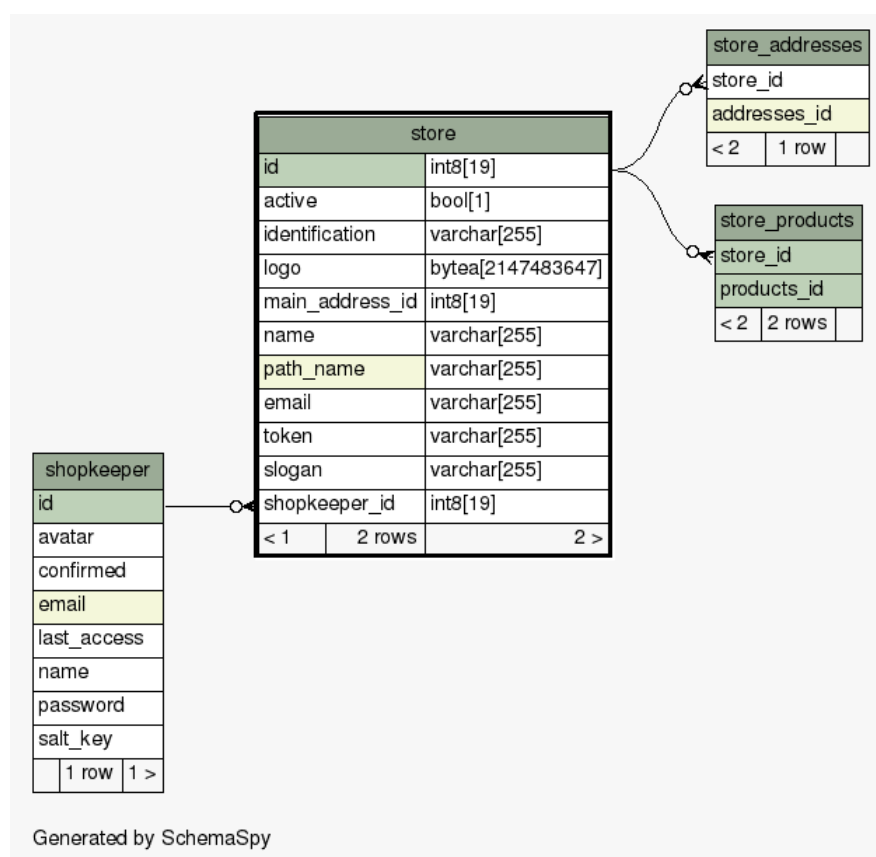 store_addresses
store_id
addresses_id
< 2 1 row
store
id int8[19]
active bool[1]
identification varchar[255]
logo bytea[2147483647]
main_address_id int8[19]
name varchar[255]
path_name varchar[255]
email varchar[255]
token varchar[255]
slogan varchar[255]
shopkeeper_id int8[19]
< 1 2 rows 2 >
store_products
store_id
products_id
< 2 2 rows
shopkeeper
id
avatar
confirmed
email
last_access
name
password
salt_key
1 row 1 >
Generated by SchemaSpy